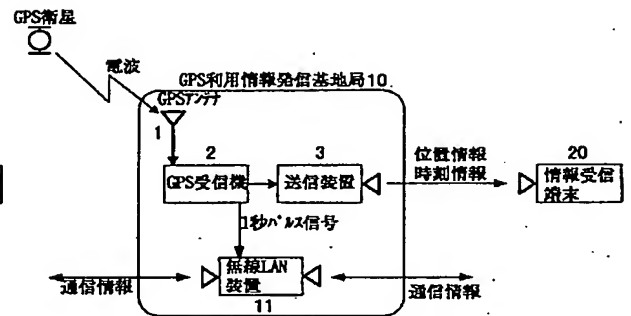 GPS衛星
電波
GPS利用情報発信基地局10
GPSアンテナ
1
2
3
20
GPS受信機
送信装置
位置情報
時刻情報
情報受信
端末
1秒パルス信号
無線LAN
装置
通信情報
通信情報
11